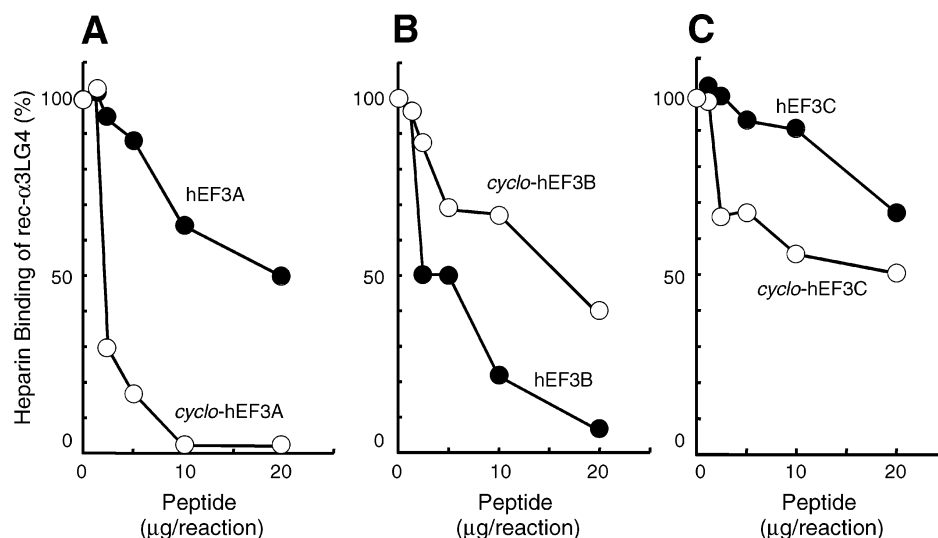 A
B
C
Heparin Binding of rec-α3LG4 (%)
100
50
0
hEF3A
cyclo-hEF3A
0
10
20
Peptide
(μg/reaction)
100
50
0
cyclo-hEF3B
hEF3B
0
10
20
Peptide
(μg/reaction)
100
50
0
hEF3C
cyclo-hEF3C
0
10
20
Peptide
(μg/reaction)